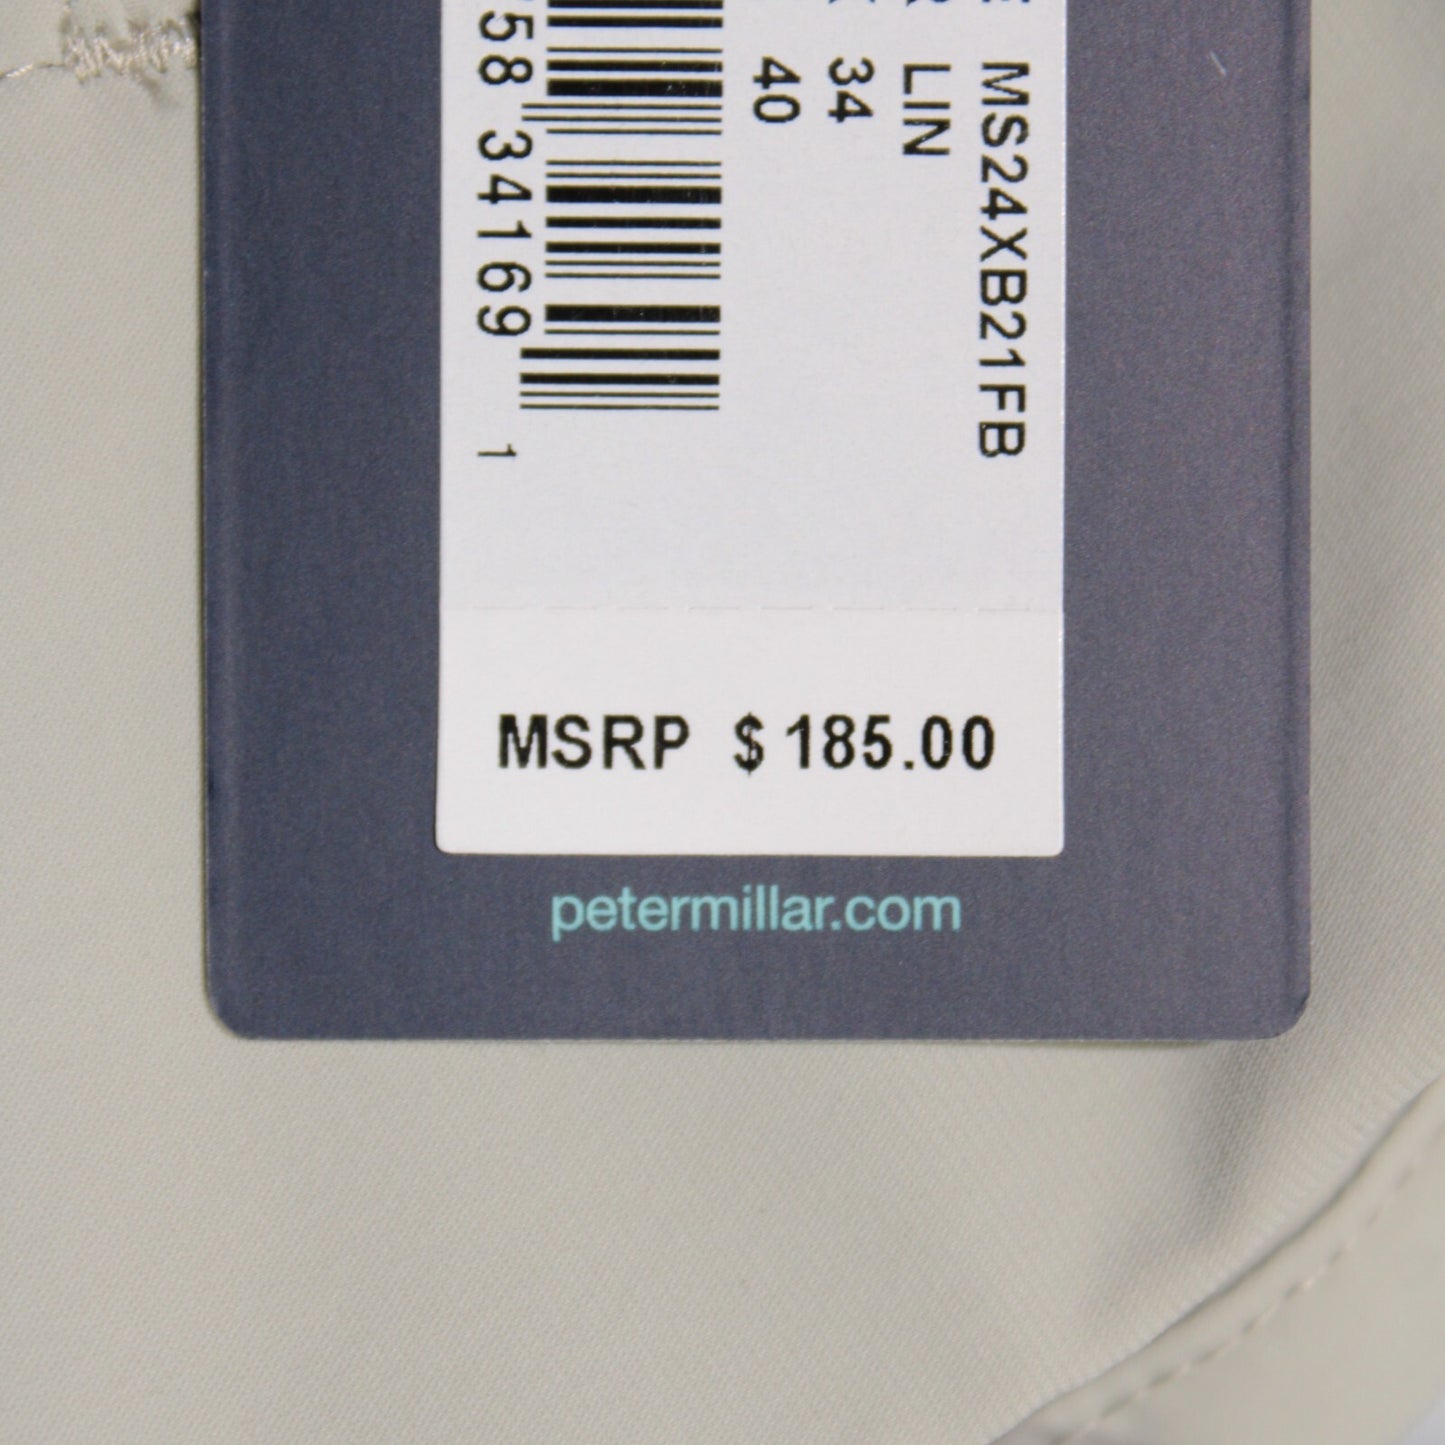 MS24XB21FB
LIN
34
40
58 34169
1
MSRP $185.00
petermillar.com